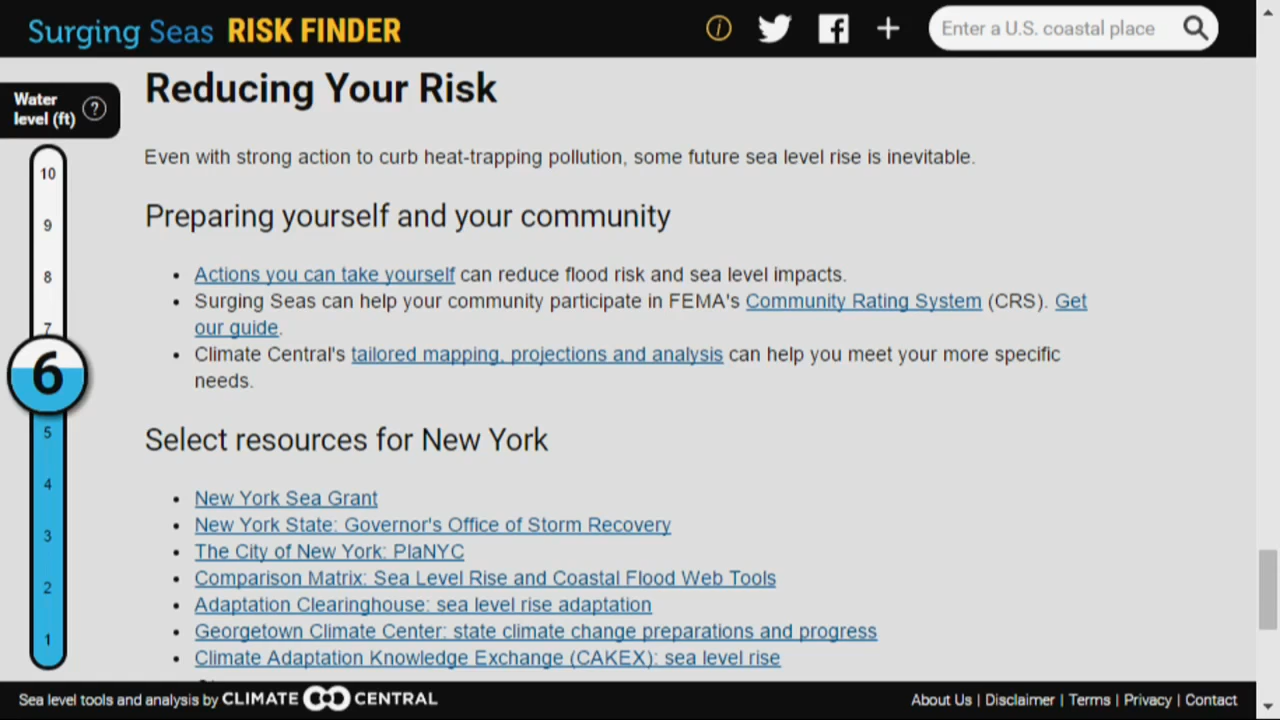 Surging Seas RISK FINDER
Enter a U.S. coastal place
Reducing Your Risk
Water
level (ft) ?
Even with strong action to curb heat-trapping pollution, some future sea level rise is inevitable.
10
9
8
7
6
5
4
3
2
1
Preparing yourself and your community
• Actions you can take yourself can reduce flood risk and sea level impacts.
• Surging Seas can help your community participate in FEMA's Community Rating System (CRS). Get
our guide.
• Climate Central's tailored mapping, projections and analysis can help you meet your more specific
needs.
Select resources for New York
• New York Sea Grant
• New York State: Governor's Office of Storm Recovery
• The City of New York: PlaNYC
• Comparison Matrix: Sea Level Rise and Coastal Flood Web Tools
• Adaptation Clearinghouse: sea level rise adaptation
• Georgetown Climate Center: state climate change preparations and progress
• Climate Adaptation Knowledge Exchange (CAKEX): sea level rise
Sea level tools and analysis by CLIMATE CENTRAL
About Us | Disclaimer | Terms | Privacy | Contact